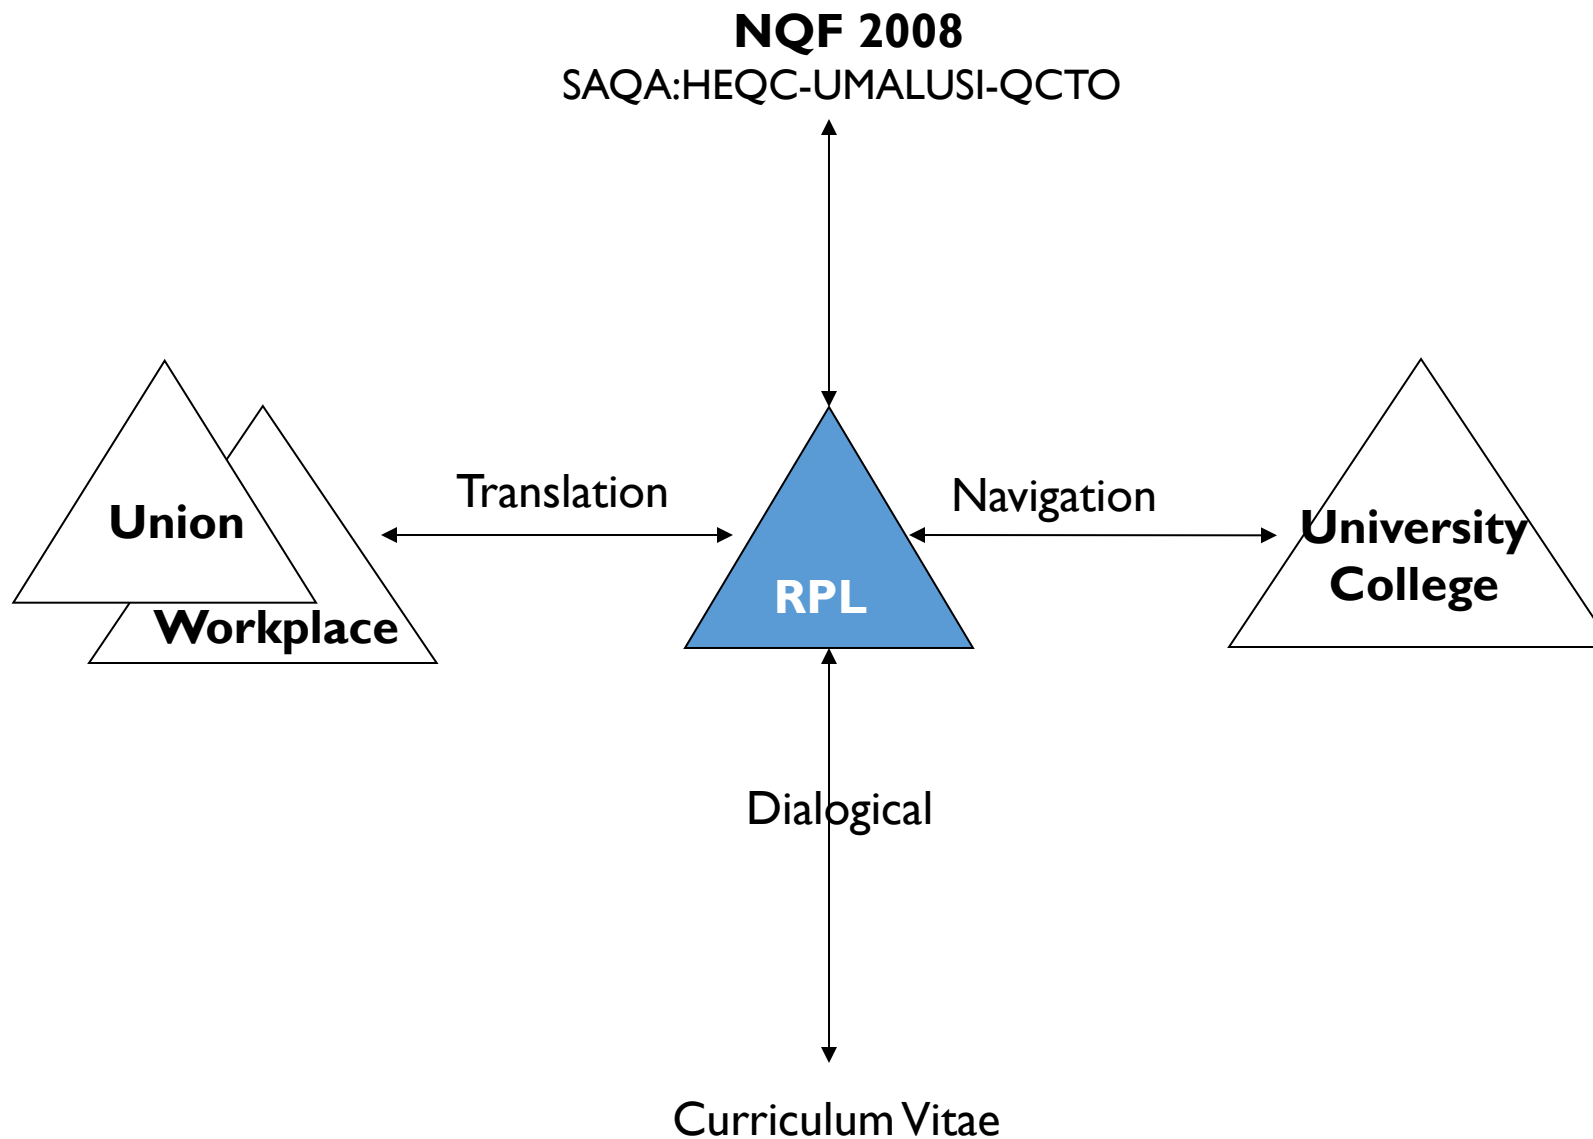 NQF 2008
SAQA:HEQC-UMALUSI-QCTO
Translation
Navigation
Union
University
College
RPL
Workplace
Dialogical
Curriculum Vitae